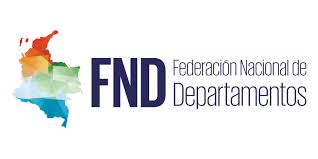 FND
Federación Nacional de
Departamentos